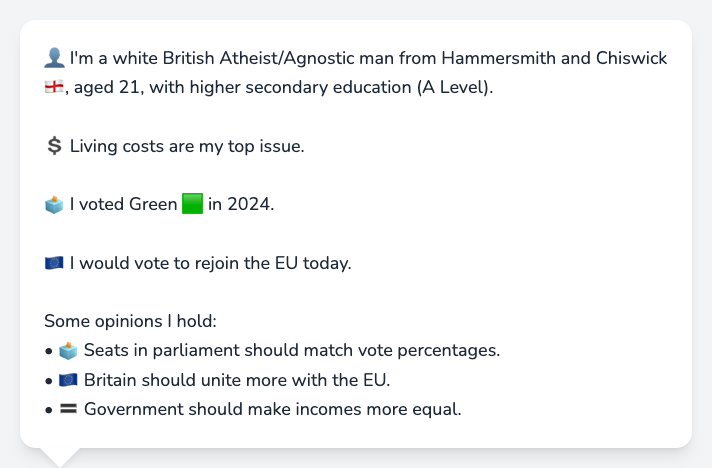 👤 I'm a white British Atheist/Agnostic man from Hammersmith and Chiswick
🏴󠁧󠁢󠁥󠁮󠁧󠁿, aged 21, with higher secondary education (A Level).
💲 Living costs are my top issue.
🗳️ I voted Green 🟩 in 2024.
🇪🇺 I would vote to rejoin the EU today.
Some opinions I hold:
• 🗳️ Seats in parliament should match vote percentages.
• 🇪🇺 Britain should unite more with the EU.
• 🟰 Government should make incomes more equal.